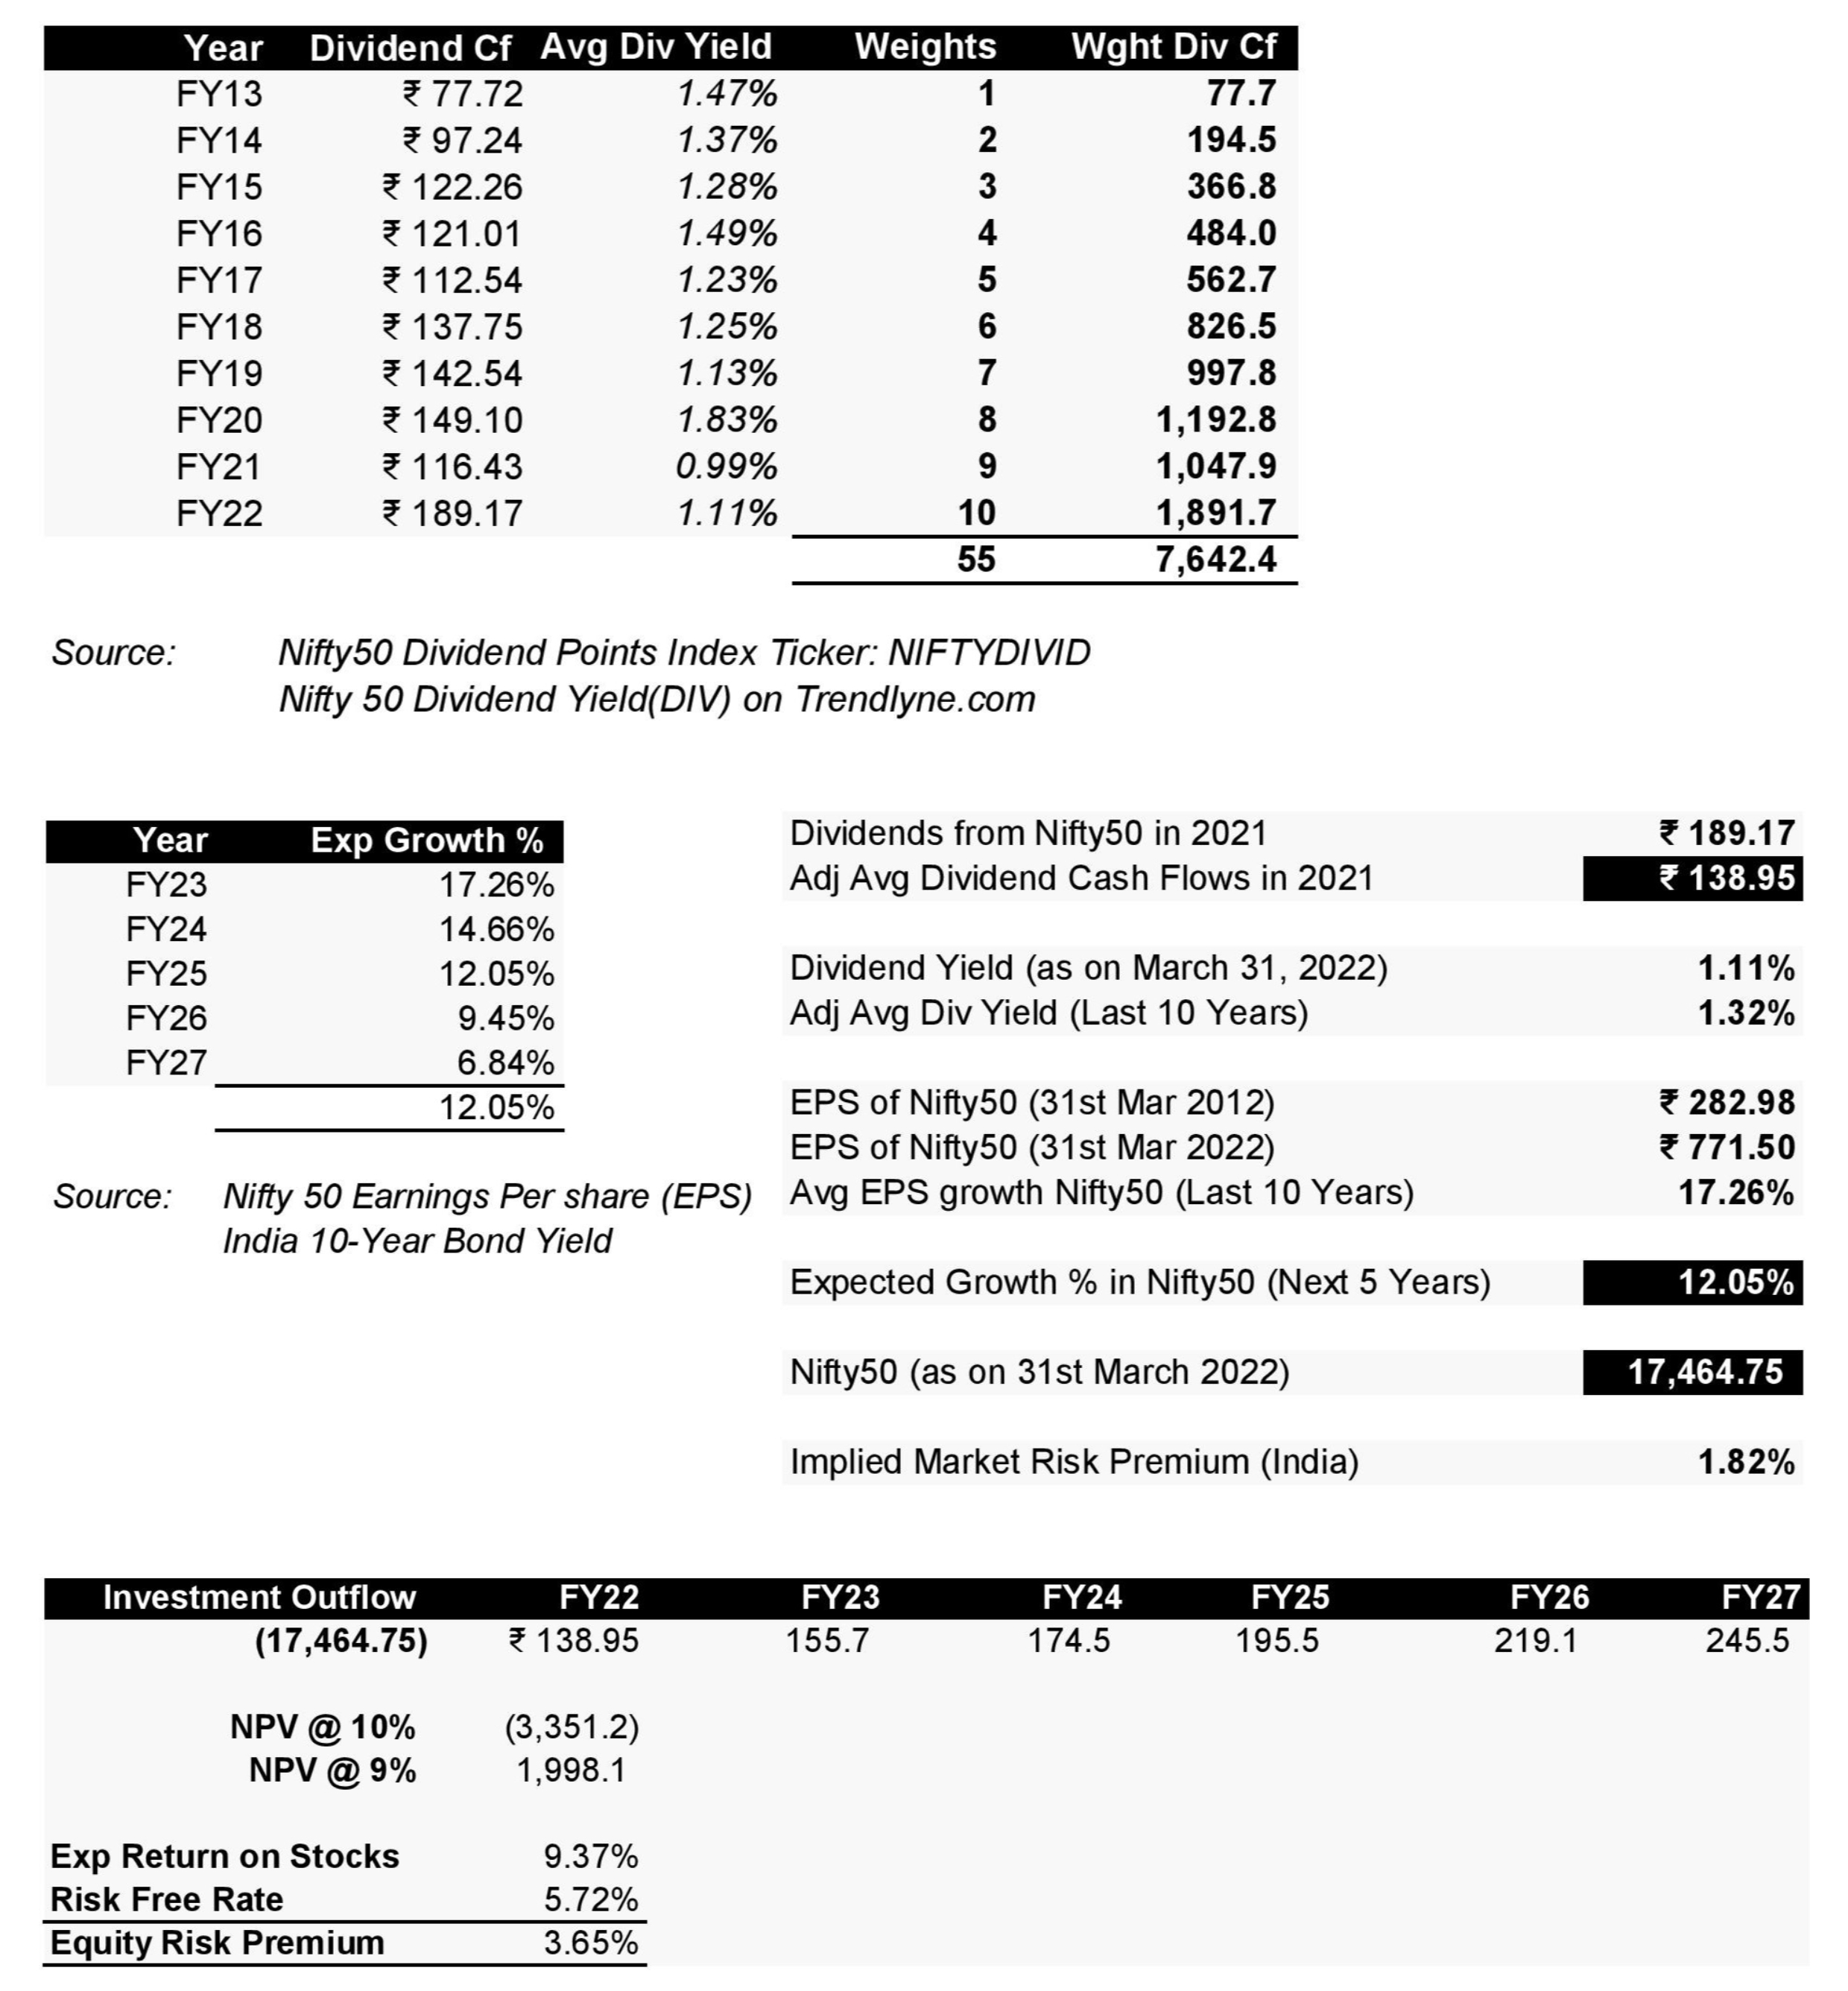 Year Dividend Cf Avg Div Yield Weights Wght Div Cf
FY13 ₹ 77.72 1.47% 1 77.7
FY14 ₹ 97.24 1.37% 2 194.5
FY15 ₹ 122.26 1.28% 3 366.8
FY16 ₹ 121.01 1.49% 4 484.0
FY17 ₹ 112.54 1.23% 5 562.7
FY18 ₹ 137.75 1.25% 6 826.5
FY19 ₹ 142.54 1.13% 7 997.8
FY20 ₹ 149.10 1.83% 8 1,192.8
FY21 ₹ 116.43 0.99% 9 1,047.9
FY22 ₹ 189.17 1.11% 10 1,891.7
55 7,642.4
Source: Nifty50 Dividend Points Index Ticker: NIFTYDIVID
Nifty 50 Dividend Yield(DIV) on Trendlyne.com
Year Exp Growth %
FY23 17.26%
FY24 14.66%
FY25 12.05%
FY26 9.45%
FY27 6.84%
12.05%
Source: Nifty 50 Earnings Per share (EPS)
India 10-Year Bond Yield
Dividends from Nifty50 in 2021 ₹ 189.17
Adj Avg Dividend Cash Flows in 2021 ₹ 138.95
Dividend Yield (as on March 31, 2022) 1.11%
Adj Avg Div Yield (Last 10 Years) 1.32%
EPS of Nifty50 (31st Mar 2012) ₹ 282.98
EPS of Nifty50 (31st Mar 2022) ₹ 771.50
Avg EPS growth Nifty50 (Last 10 Years) 17.26%
Expected Growth % in Nifty50 (Next 5 Years) 12.05%
Nifty50 (as on 31st March 2022) 17,464.75
Implied Market Risk Premium (India) 1.82%
Investment Outflow FY22 FY23 FY24 FY25 FY26 FY27
(17,464.75) ₹ 138.95 155.7 174.5 195.5 219.1 245.5
NPV @ 10% (3,351.2)
NPV @ 9% 1,998.1
Exp Return on Stocks 9.37%
Risk Free Rate 5.72%
Equity Risk Premium 3.65%